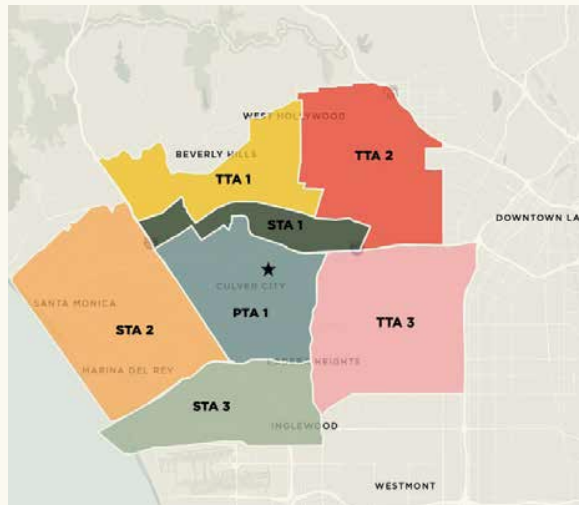 WEST HOLLYWOOD
BEVERLY HILLS
TTA 2
TTA 1
DOWNTOWN LA
STA 1
CULVER CITY
SANTA MONICA
PTA 1
TTA 3
STA 2
MARINA DEL REY
HEIGHTS
STA 3
INGLEWOOD
WESTMONT